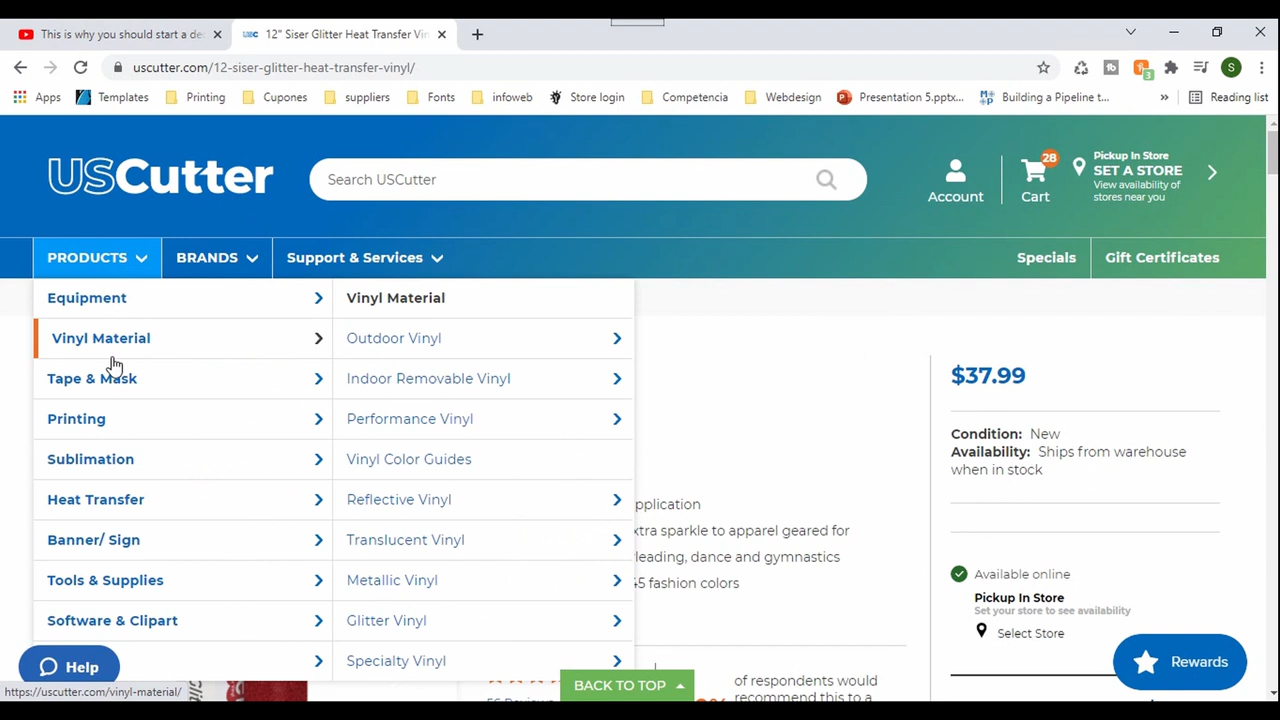 This is why you should start a de
12" Siser Glitter Heat Transfer Vin
uscutter.com/12-siser-glitter-heat-transfer-vinyl/
3
S
Apps
Templates
Printing
Cupones
suppliers
Fonts
infoweb
Store login
Competencia
Webdesign
Presentation 5.pptx...
Building a Pipeline t...
Reading list
USCutter
Search USCutter
Account
28
Cart
Pickup In Store
SET A STORE
View availability of
stores near you
PRODUCTS
BRANDS
Support & Services
Specials
Gift Certificates
Equipment
Vinyl Material
Tape & Mask
Printing
Sublimation
Heat Transfer
Banner/ Sign
Tools & Supplies
Software & Clipart
Vinyl Material
Outdoor Vinyl
Indoor Removable Vinyl
Performance Vinyl
Vinyl Color Guides
Reflective Vinyl
Translucent Vinyl
Metallic Vinyl
Glitter Vinyl
Specialty Vinyl
pplication
xtra sparkle to apparel geared for
leading, dance and gymnastics
45 fashion colors
$37.99
Condition: New
Availability: Ships from warehouse
when in stock
Available online
Pickup In Store
Set your store to see availability
Select Store
Rewards
Help
https://uscutter.com/vinyl-material/
BACK TO TOP
of respondents would
recommend this to a